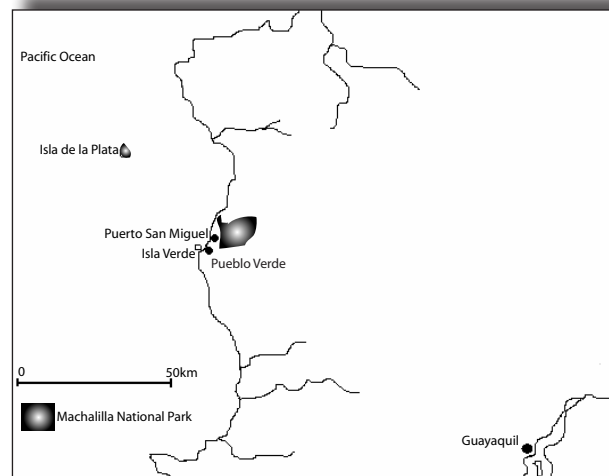 Pacific Ocean
Isla de la Plata
Puerto San Miguel
Isla Verde
Pueblo Verde
0 50km
Machalilla National Park
Guayaquil